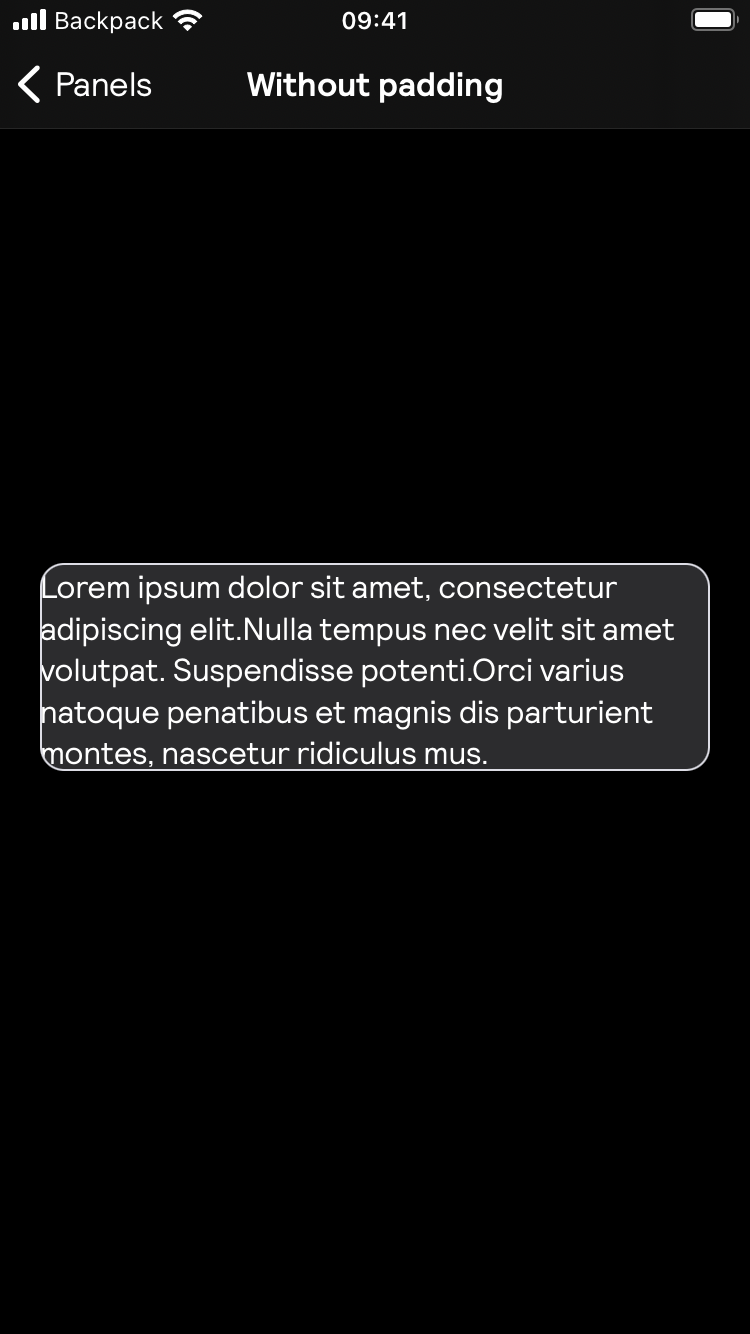 Backpack 09:41
Panels Without padding
Lorem ipsum dolor sit amet, consectetur
adipiscing elit.Nulla tempus nec velit sit amet
volutpat. Suspendisse potenti.Orci varius
natoque penatibus et magnis dis parturient
montes, nascetur ridiculus mus.